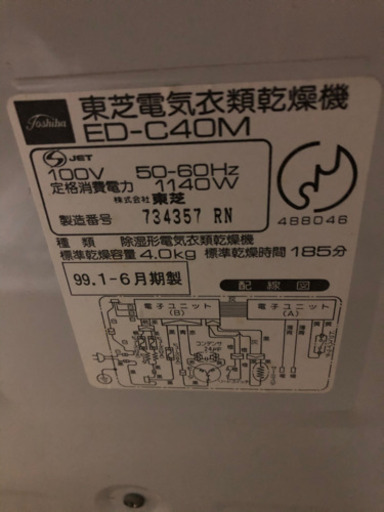 Toshiba
東芝電気衣類乾燥機
ED-C40M
JET
100V 50-60Hz
定格消費電力 1140W
株式会社 東芝
製造番号 734357 RN
488046
種類 除湿形電気衣類乾燥機
標準乾燥容量 4.0kg 標準乾燥時間 185分
99.1-6月期製
配線図
電子ユニット
(B)
電子ユニット
(A)
コンデンサ